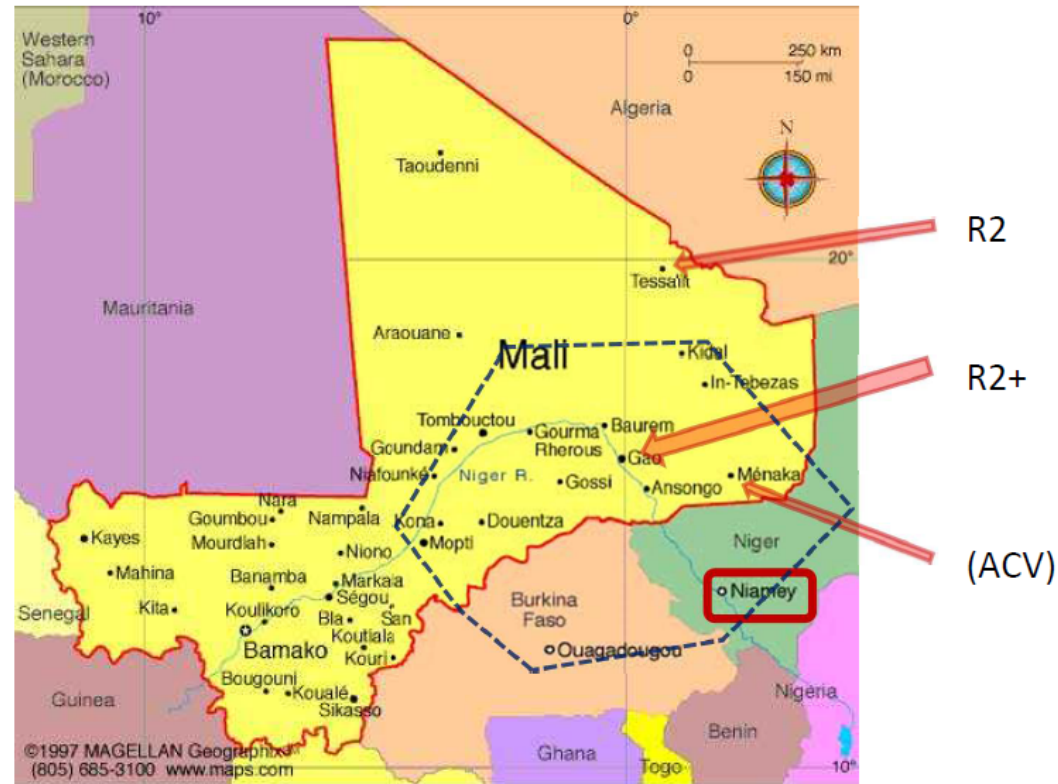 10°
0°
Western
Sahara
(Morocco)
0 250 km
0 150 mi
Algeria
N
Taoudenni
R2
20°
Tessalit
Mauritania
Araouane
Mali
Kidal
In-Tebezas
R2+
Tombouctou
Baurem
Goundam
Gourma
Rherous
Gao
Niafounké
Niger R.
Gossi
Ménaka
Ansongo
Nara
Nampala
Kona
Douentza
Goumbou
Kayes
Mourdiah
Niono
Mopti
Niger
(ACV)
Mahina
Banamba
Markala
Niamey
Senegal
Kita
Ségou
Koulikoro
Bla
San
Burkina
Faso
Koutiala
Bamako
Kouri
Ouagadougou
Guinea
Bougouni
Koualé
Sikasso
Nigeria
Benin
Ghana
Togo
©1997 MAGELLAN Geographix℠
(805) 685-3100 www.maps.com
10°